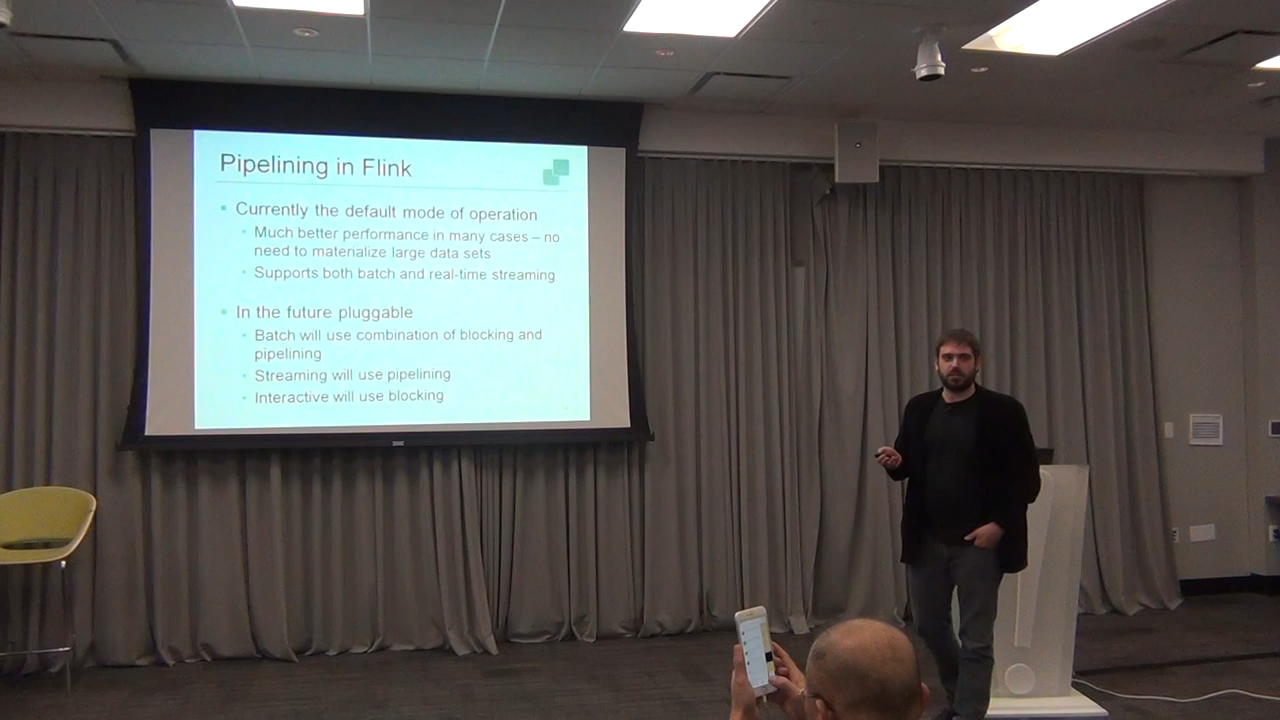 Pipelining in Flink
Currently the default mode of operation
Much better performance in many cases – no
need to materialize large data sets
Supports both batch and real-time streaming
In the future pluggable
Batch will use combination of blocking and
pipelining
Streaming will use pipelining
Interactive will use blocking